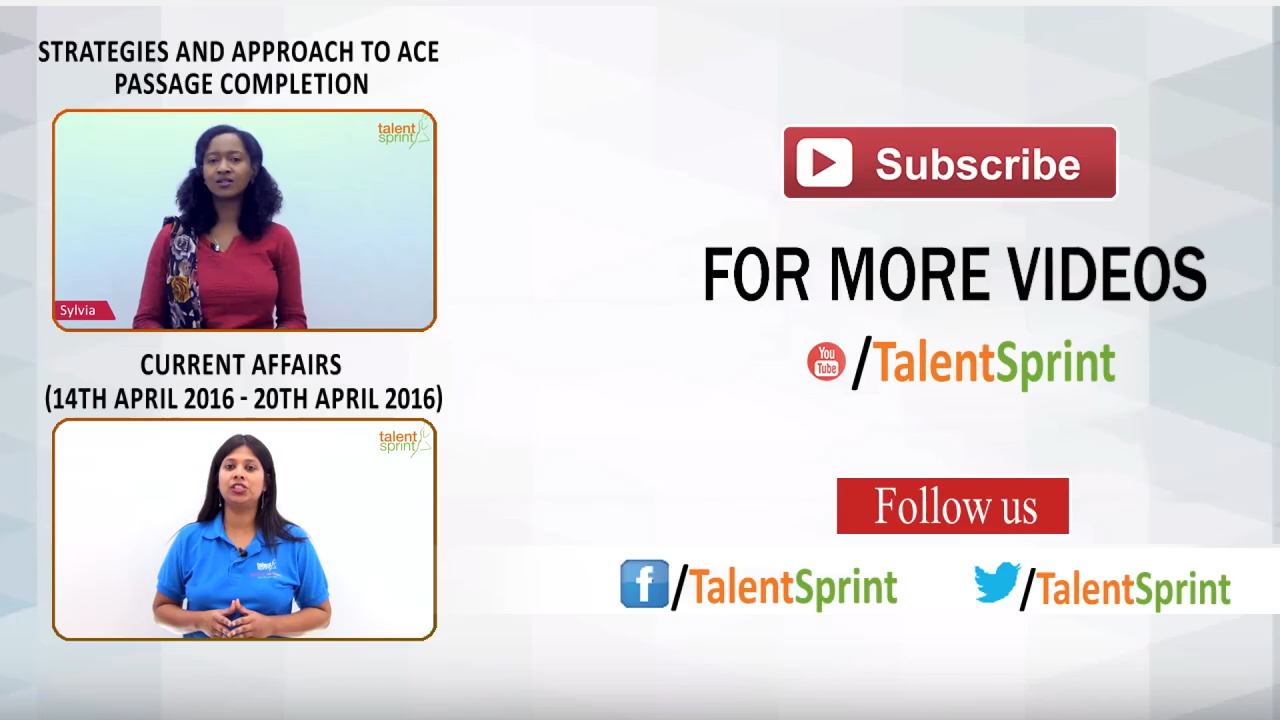 STRATEGIES AND APPROACH TO ACE
PASSAGE COMPLETION
talent
sprint
Sylvia
CURRENT AFFAIRS
(14TH APRIL 2016 - 20TH APRIL 2016)
talent
sprint
Subscribe
FOR MORE VIDEOS
You
Tube
/TalentSprint
Follow us
f/TalentSprint
/TalentSprint